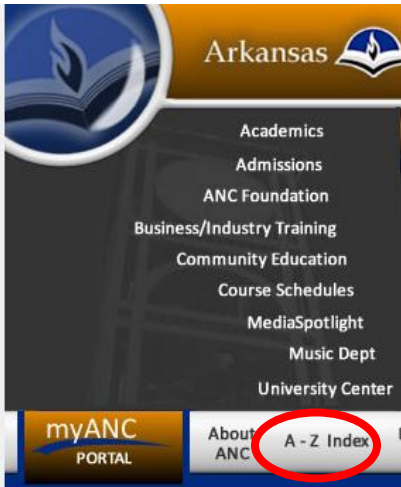 Arkansas
Academics
Admissions
ANC Foundation
Business/Industry Training
Community Education
Course Schedules
MediaSpotlight
Music Dept
University Center
myANC
PORTAL
About
ANC
A - Z Index